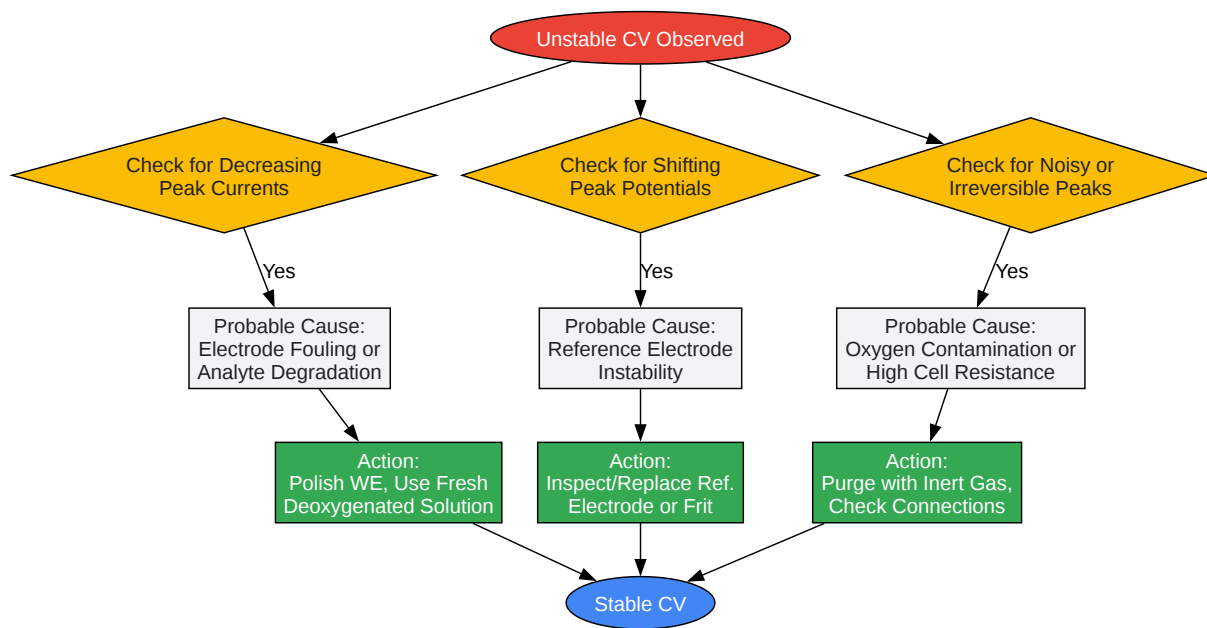 Unstable CV Observed
Check for Decreasing
Peak Currents
Check for Shifting
Peak Potentials
Check for Noisy or
Irreversible Peaks
Yes
Yes
Yes
Probable Cause:
Electrode Fouling or
Analyte Degradation
Probable Cause:
Reference Electrode
Instability
Probable Cause:
Oxygen Contamination or
High Cell Resistance
Action:
Polish WE, Use Fresh
Deoxygenated Solution
Action:
Inspect/Replace Ref.
Electrode or Frit
Action:
Purge with Inert Gas,
Check Connections
Stable CV